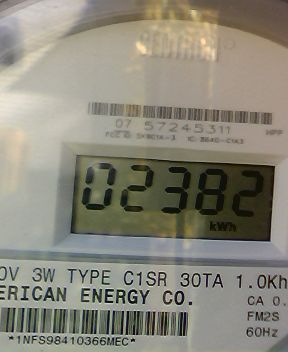 CENTRON
07 57245311
02382
kWh
0V 3W TYPE C1SR 30TA 1.0Kh
ERICAN ENERGY CO.
CA 0.
FM2S
60Hz
*1NFS98410366MEC*